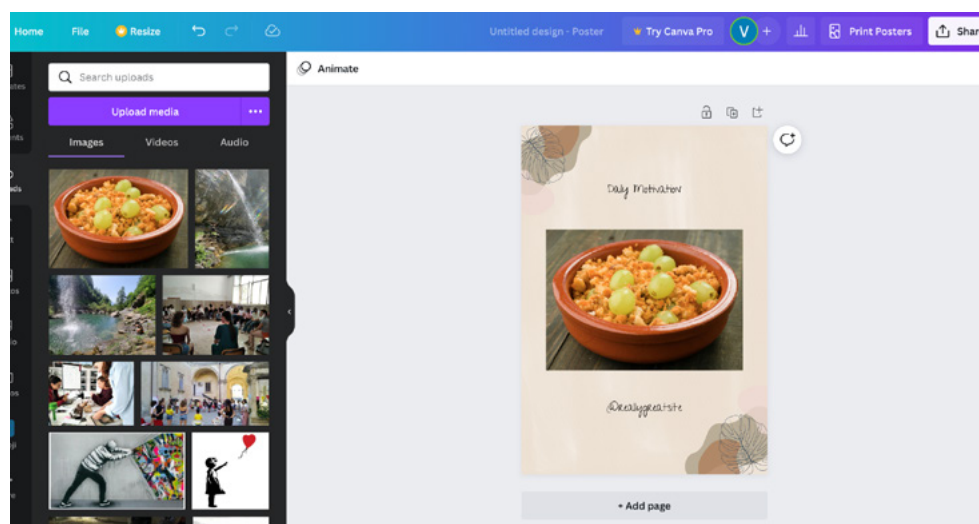 Home File Resize Untitled design - Poster Try Canva Pro V + Print Posters Shar
Search uploads
Animate
Upload media
Images Videos Audio
Daily Motivation
@reallygreatsite
+ Add page